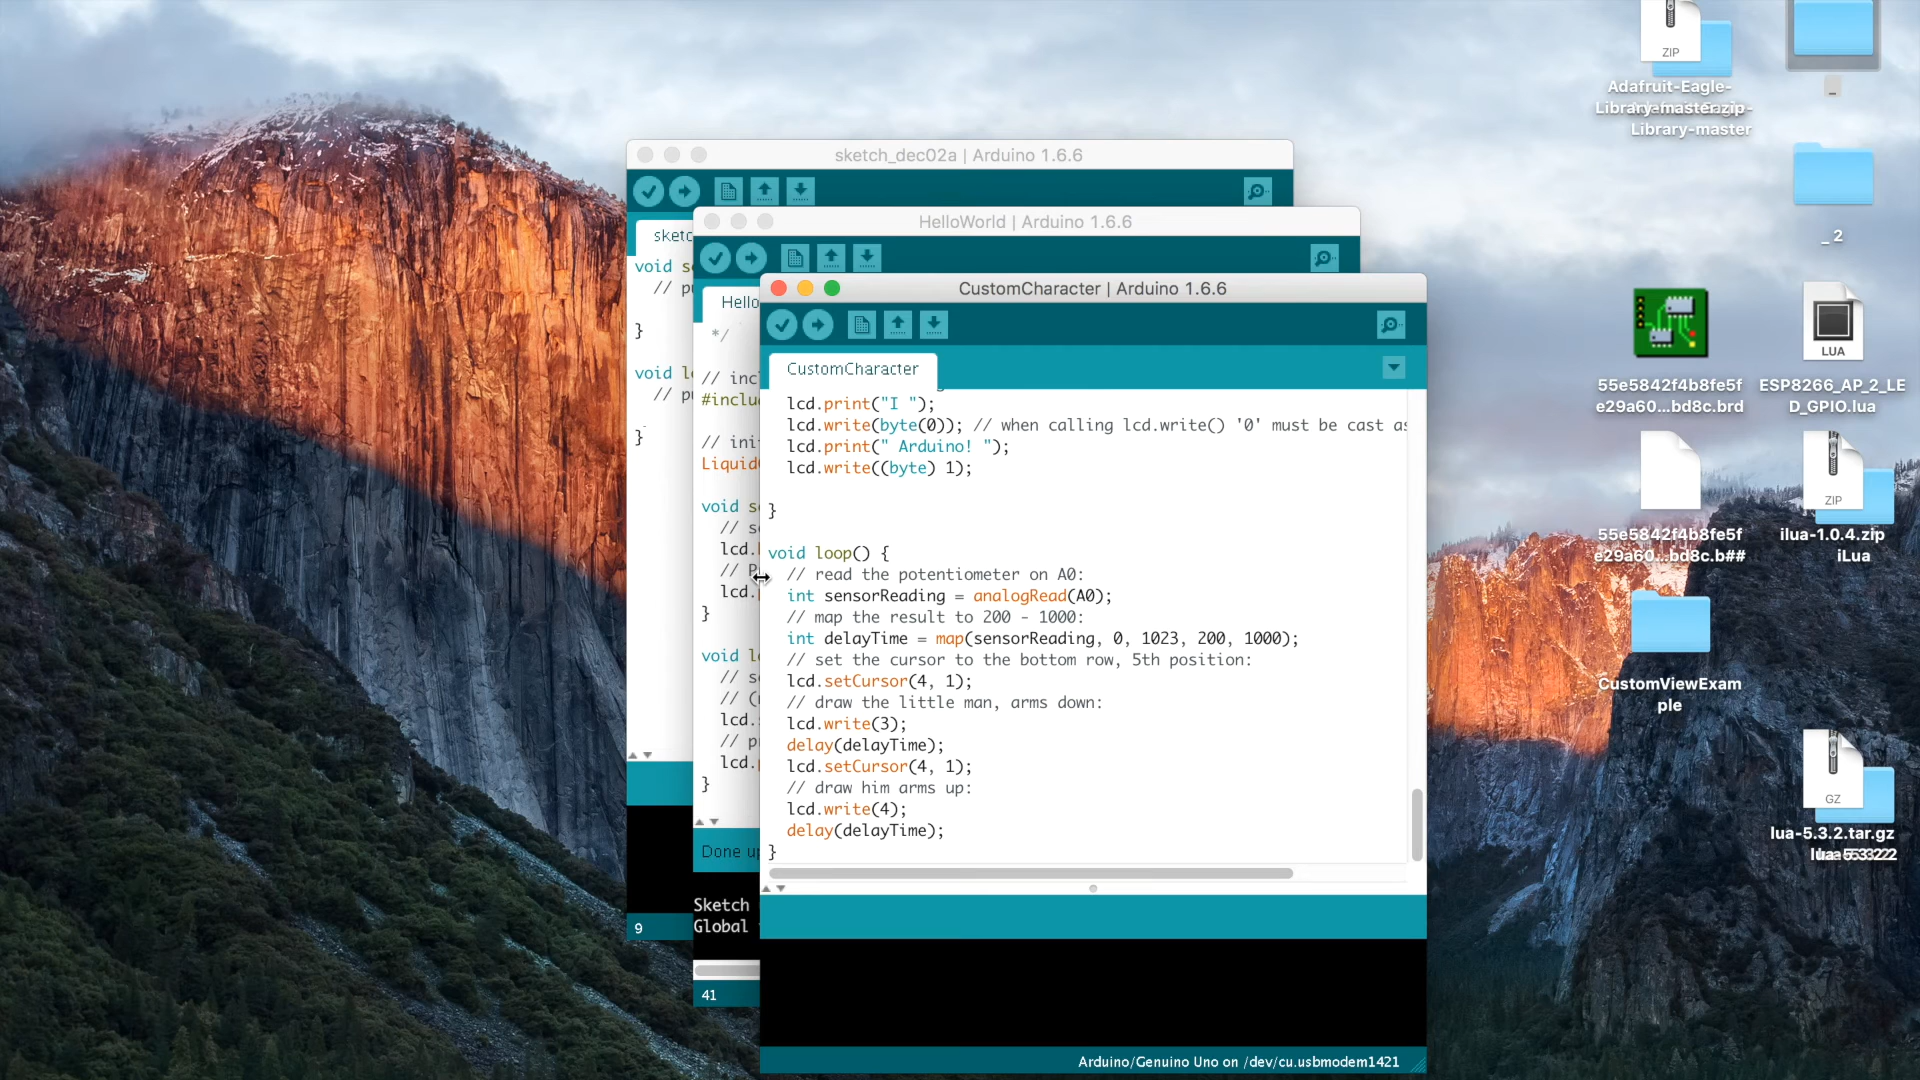 sketch_dec02a | Arduino 1.6.6
void
// p
}
void
// p
}
9
HelloWorld | Arduino 1.6.6
Hello
*/
// inc
#inclu
// ini
Liquid
void s
// s
lcd.
// P
lcd.
}
void l
// s
// (
lcd.
// p
lcd.
}
Done up
Sketch
Global
41
CustomCharacter | Arduino 1.6.6
CustomCharacter
lcd.print("I ");
lcd.write(byte(0)); // when calling lcd.write() '0' must be cast as
lcd.print(" Arduino! ");
lcd.write((byte) 1);
}
void loop() {
// read the potentiometer on A0:
int sensorReading = analogRead(A0);
// map the result to 200 - 1000:
int delayTime = map(sensorReading, 0, 1023, 200, 1000);
// set the cursor to the bottom row, 5th position:
lcd.setCursor(4, 1);
// draw the little man, arms down:
lcd.write(3);
delay(delayTime);
lcd.setCursor(4, 1);
// draw him arms up:
lcd.write(4);
delay(delayTime);
}
Arduino/Genuino Uno on /dev/cu.usbmodem1421
ZIP
Adafruit-Eagle-
Library-master.zip
Library-master
_
_ 2
55e5842f4b8fe5f
e29a60...bd8c.brd
LUA
ESP8266_AP_2_LE
D_GPIO.lua
55e5842f4b8fe5f
e29a60...bd8c.b##
ZIP
ilua-1.0.4.zip
iLua
CustomViewExam
ple
GZ
lua-5.3.2.tar.gz